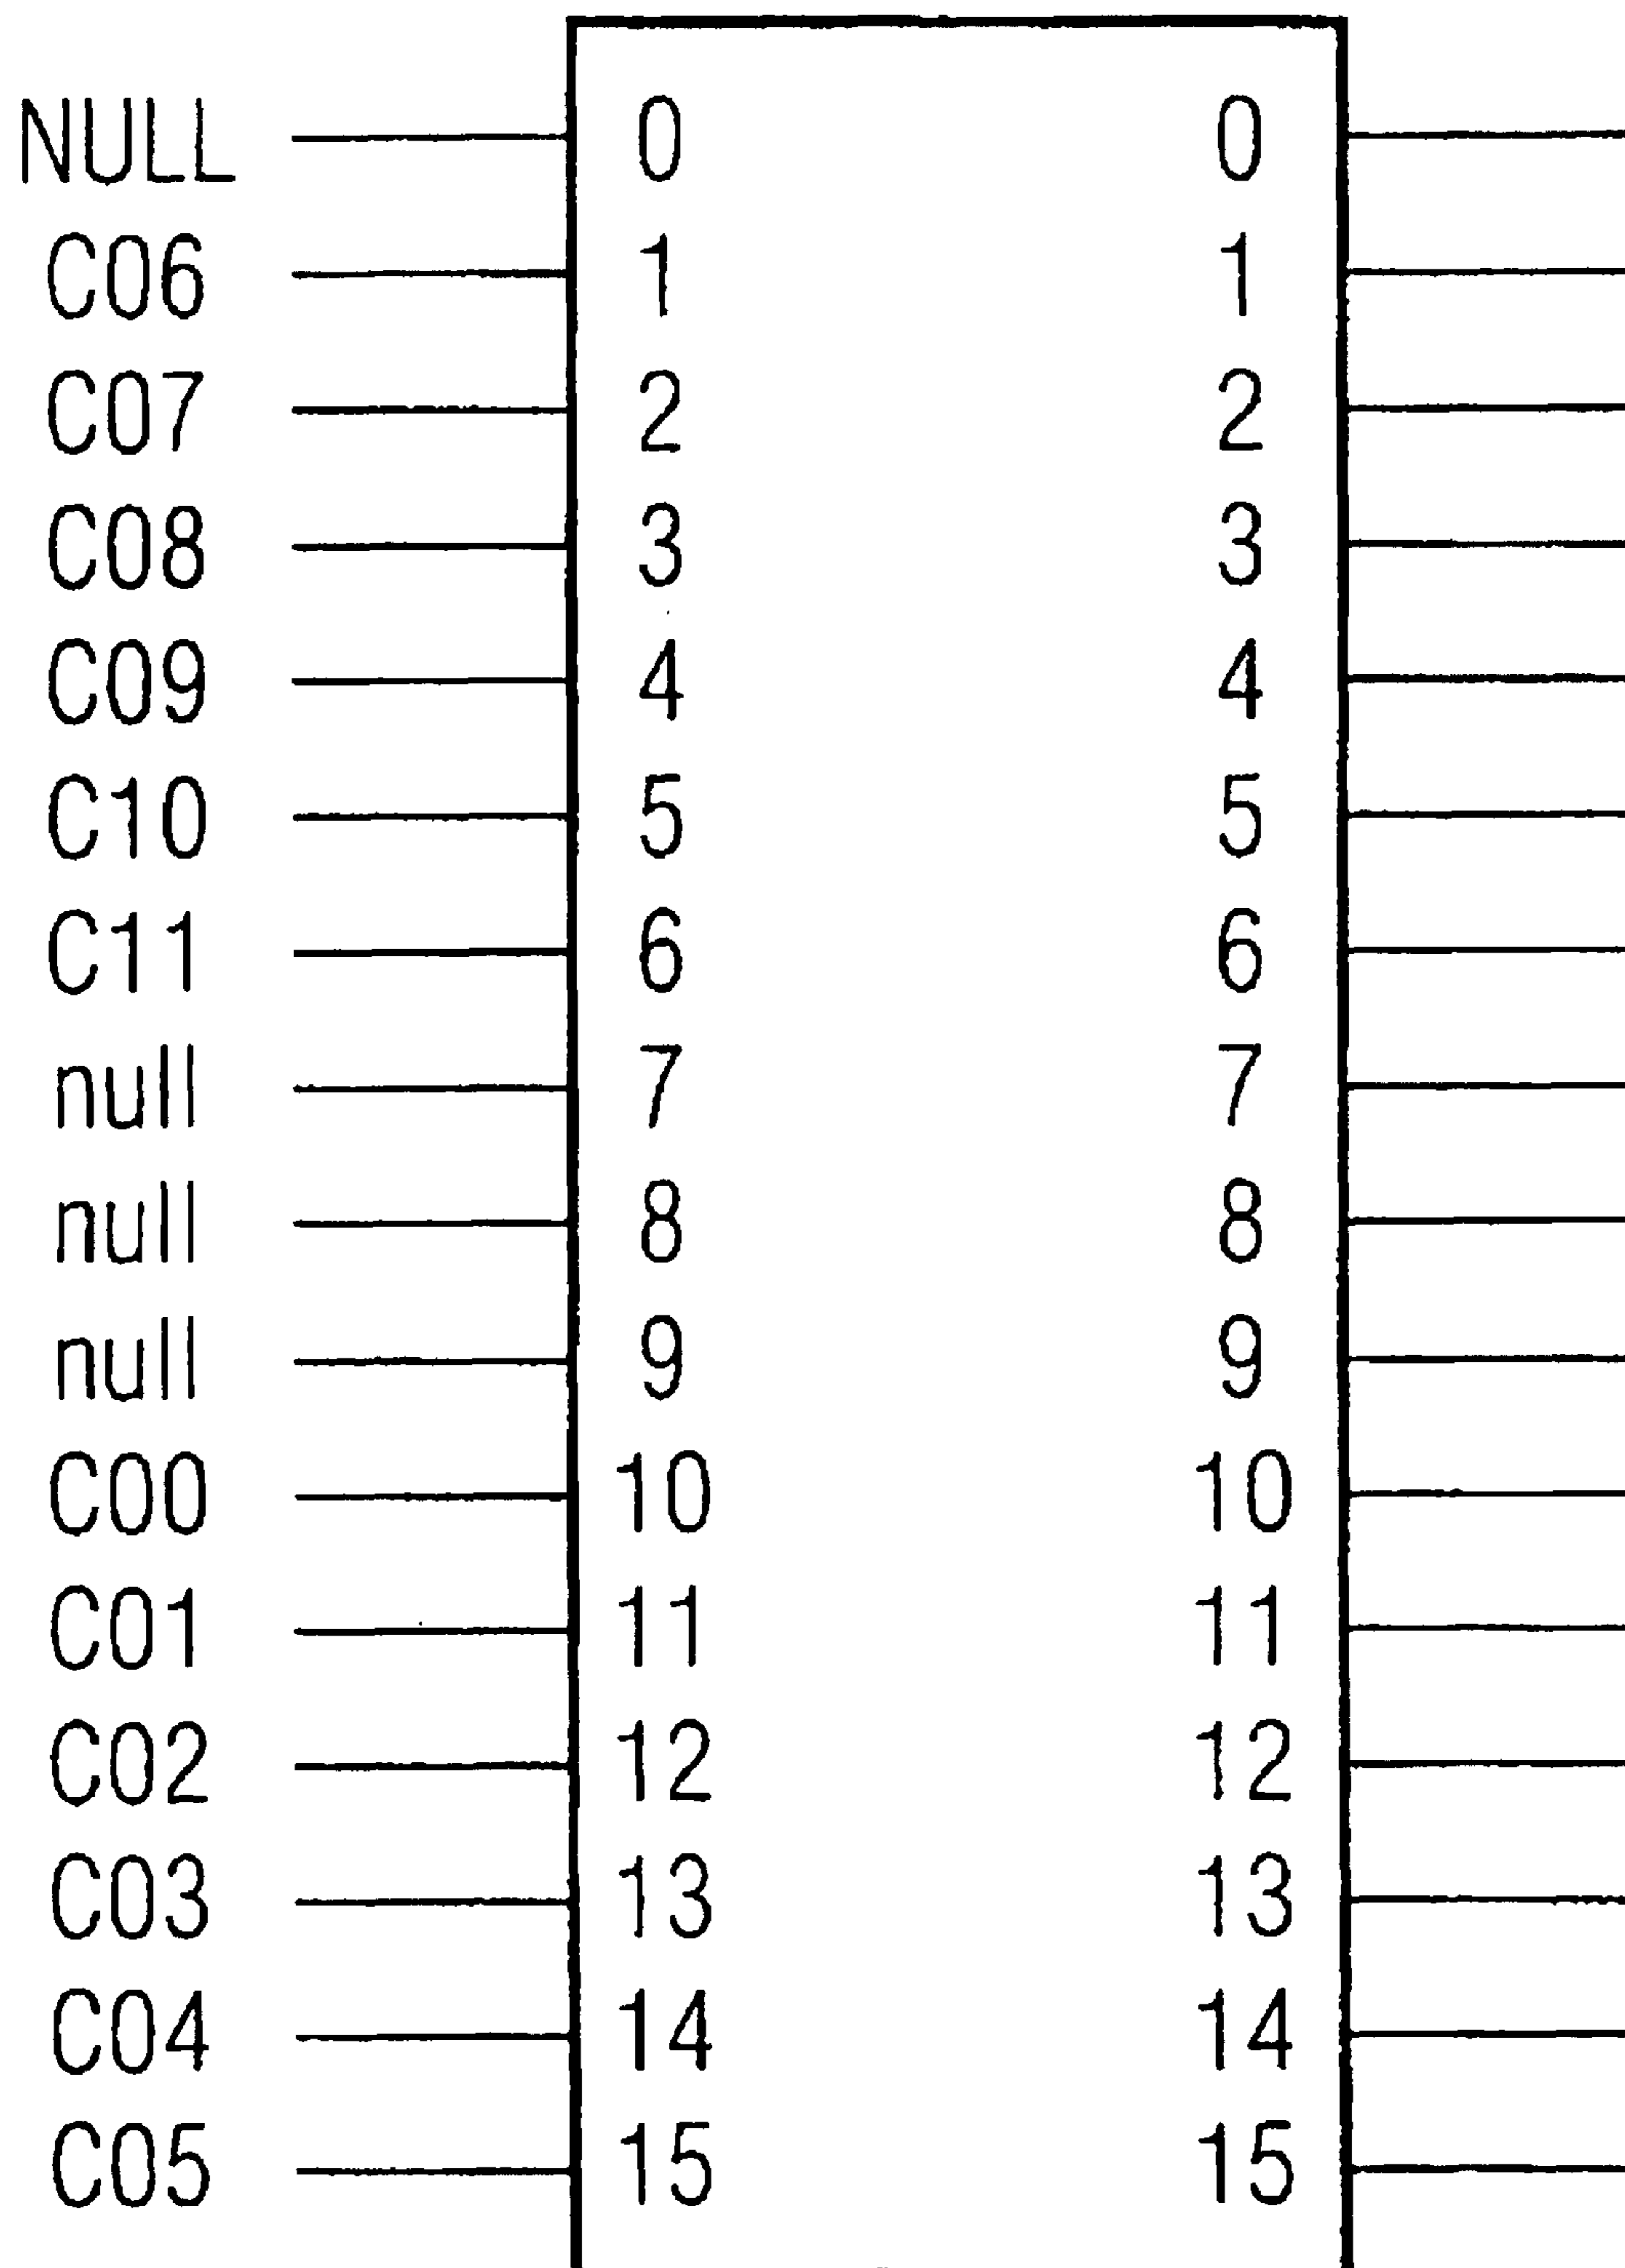 NULL 0 0
C06 1 1
C07 2 2
C08 3 3
C09 4 4
C10 5 5
C11 6 6
null 7 7
null 8 8
null 9 9
C00 10 10
C01 11 11
C02 12 12
C03 13 13
C04 14 14
C05 15 15